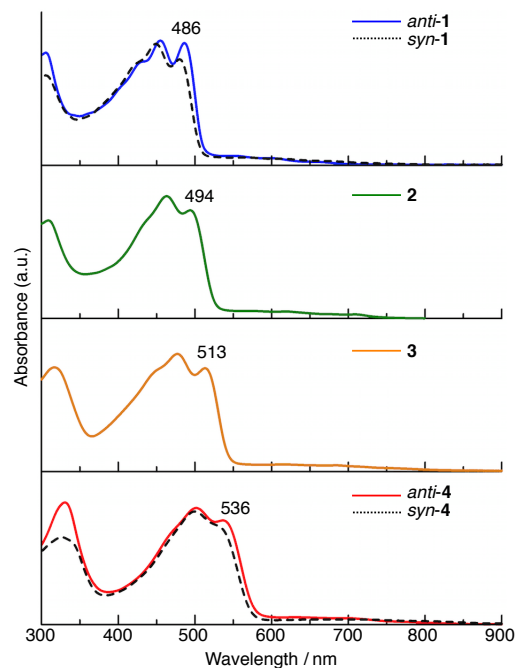 486
anti-1
syn-1
494
2
513
3
536
anti-4
syn-4
Absorbance (a.u.)
300 400 500 600 700 800 900
Wavelength / nm